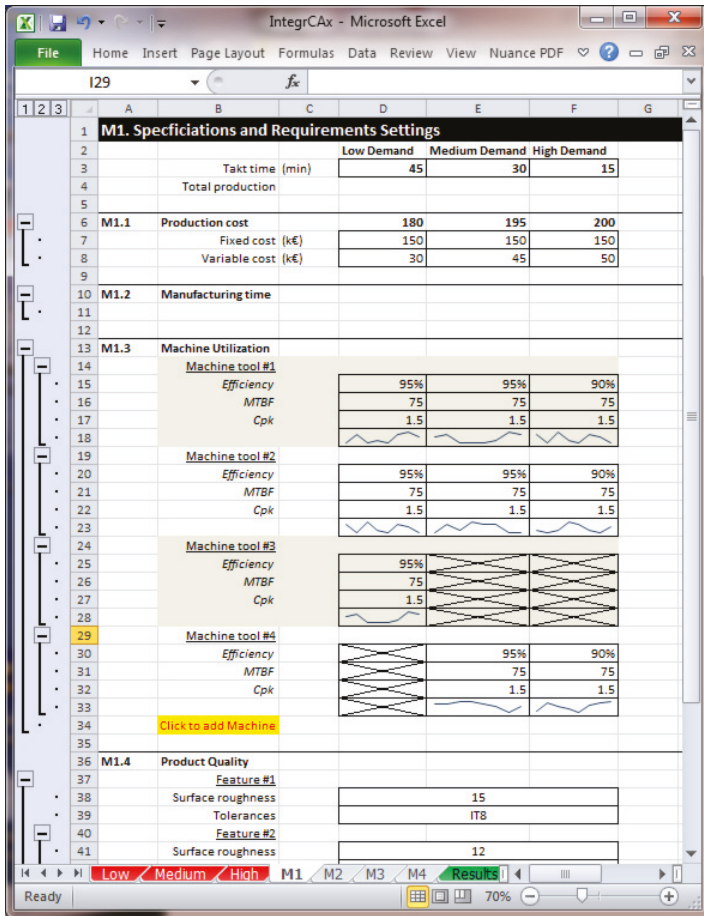 IntegrCAx - Microsoft Excel
File Home Insert Page Layout Formulas Data Review View Nuance PDF
I29 fx
1 2 3 A B C D E F G
1 M1. Specficiations and Requirements Settings
2 Low Demand Medium Demand High Demand
3 Takt time (min) 45 30 15
4 Total production
5
6 M1.1 Production cost 180 195 200
7 Fixed cost (k€) 150 150 150
8 Variable cost (k€) 30 45 50
9
10 M1.2 Manufacturing time
11
12
13 M1.3 Machine Utilization
14 Machine tool #1
15 Efficiency 95% 95% 90%
16 MTBF 75 75 75
17 Cpk 1.5 1.5 1.5
18
19 Machine tool #2
20 Efficiency 95% 95% 90%
21 MTBF 75 75 75
22 Cpk 1.5 1.5 1.5
23
24 Machine tool #3
25 Efficiency 95%
26 MTBF 75
27 Cpk 1.5
28
29 Machine tool #4
30 Efficiency 95% 90%
31 MTBF 75 75
32 Cpk 1.5 1.5
33
34 Click to add Machine
35
36 M1.4 Product Quality
37 Feature #1
38 Surface roughness 15
39 Tolerances IT8
40 Feature #2
41 Surface roughness 12
Low Medium High M1 M2 M3 M4 Results
Ready 70%